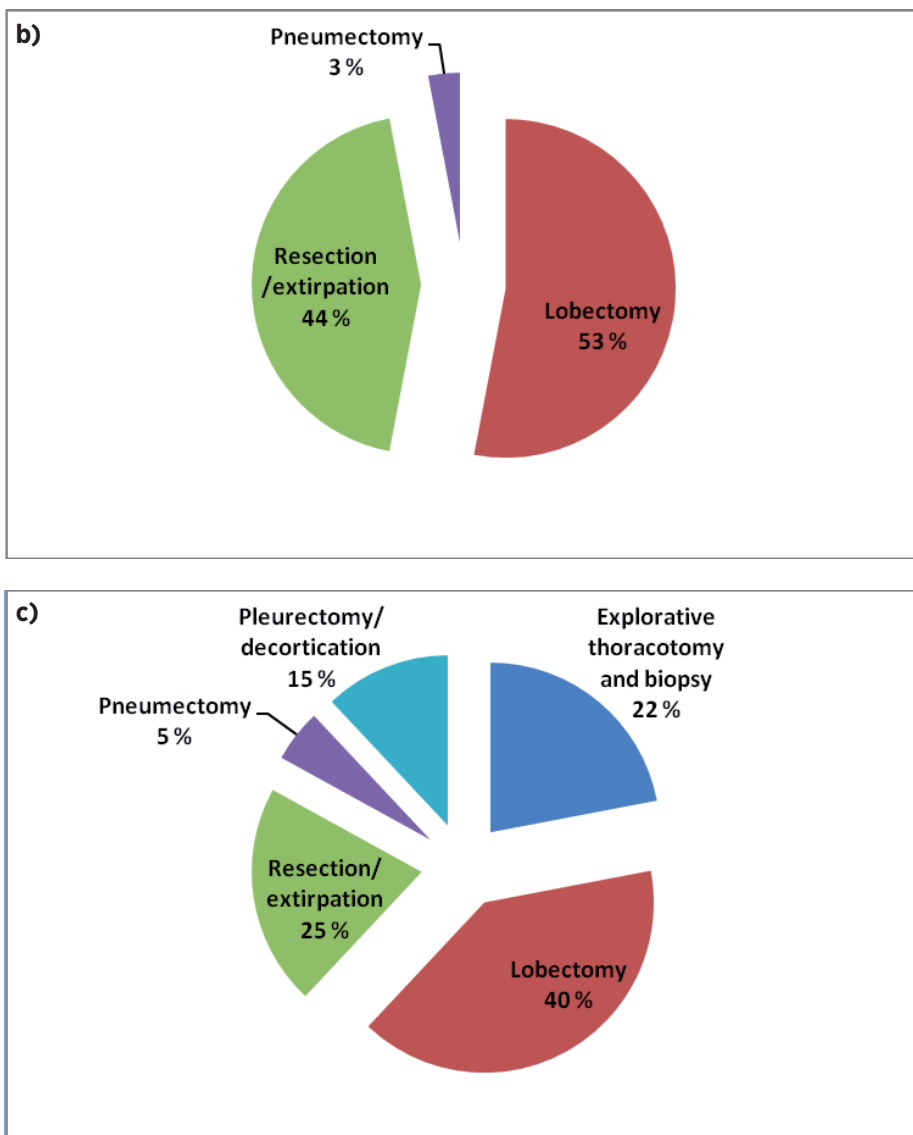 b)
Pneumectomy
3 %
Resection
/extirpation
44 %
Lobectomy
53 %
c)
Pleurectomy/
decortication
15 %
Explorative
thoracotomy
and biopsy
22 %
Pneumectomy
5 %
Resection/
extirpation
25 %
Lobectomy
40 %